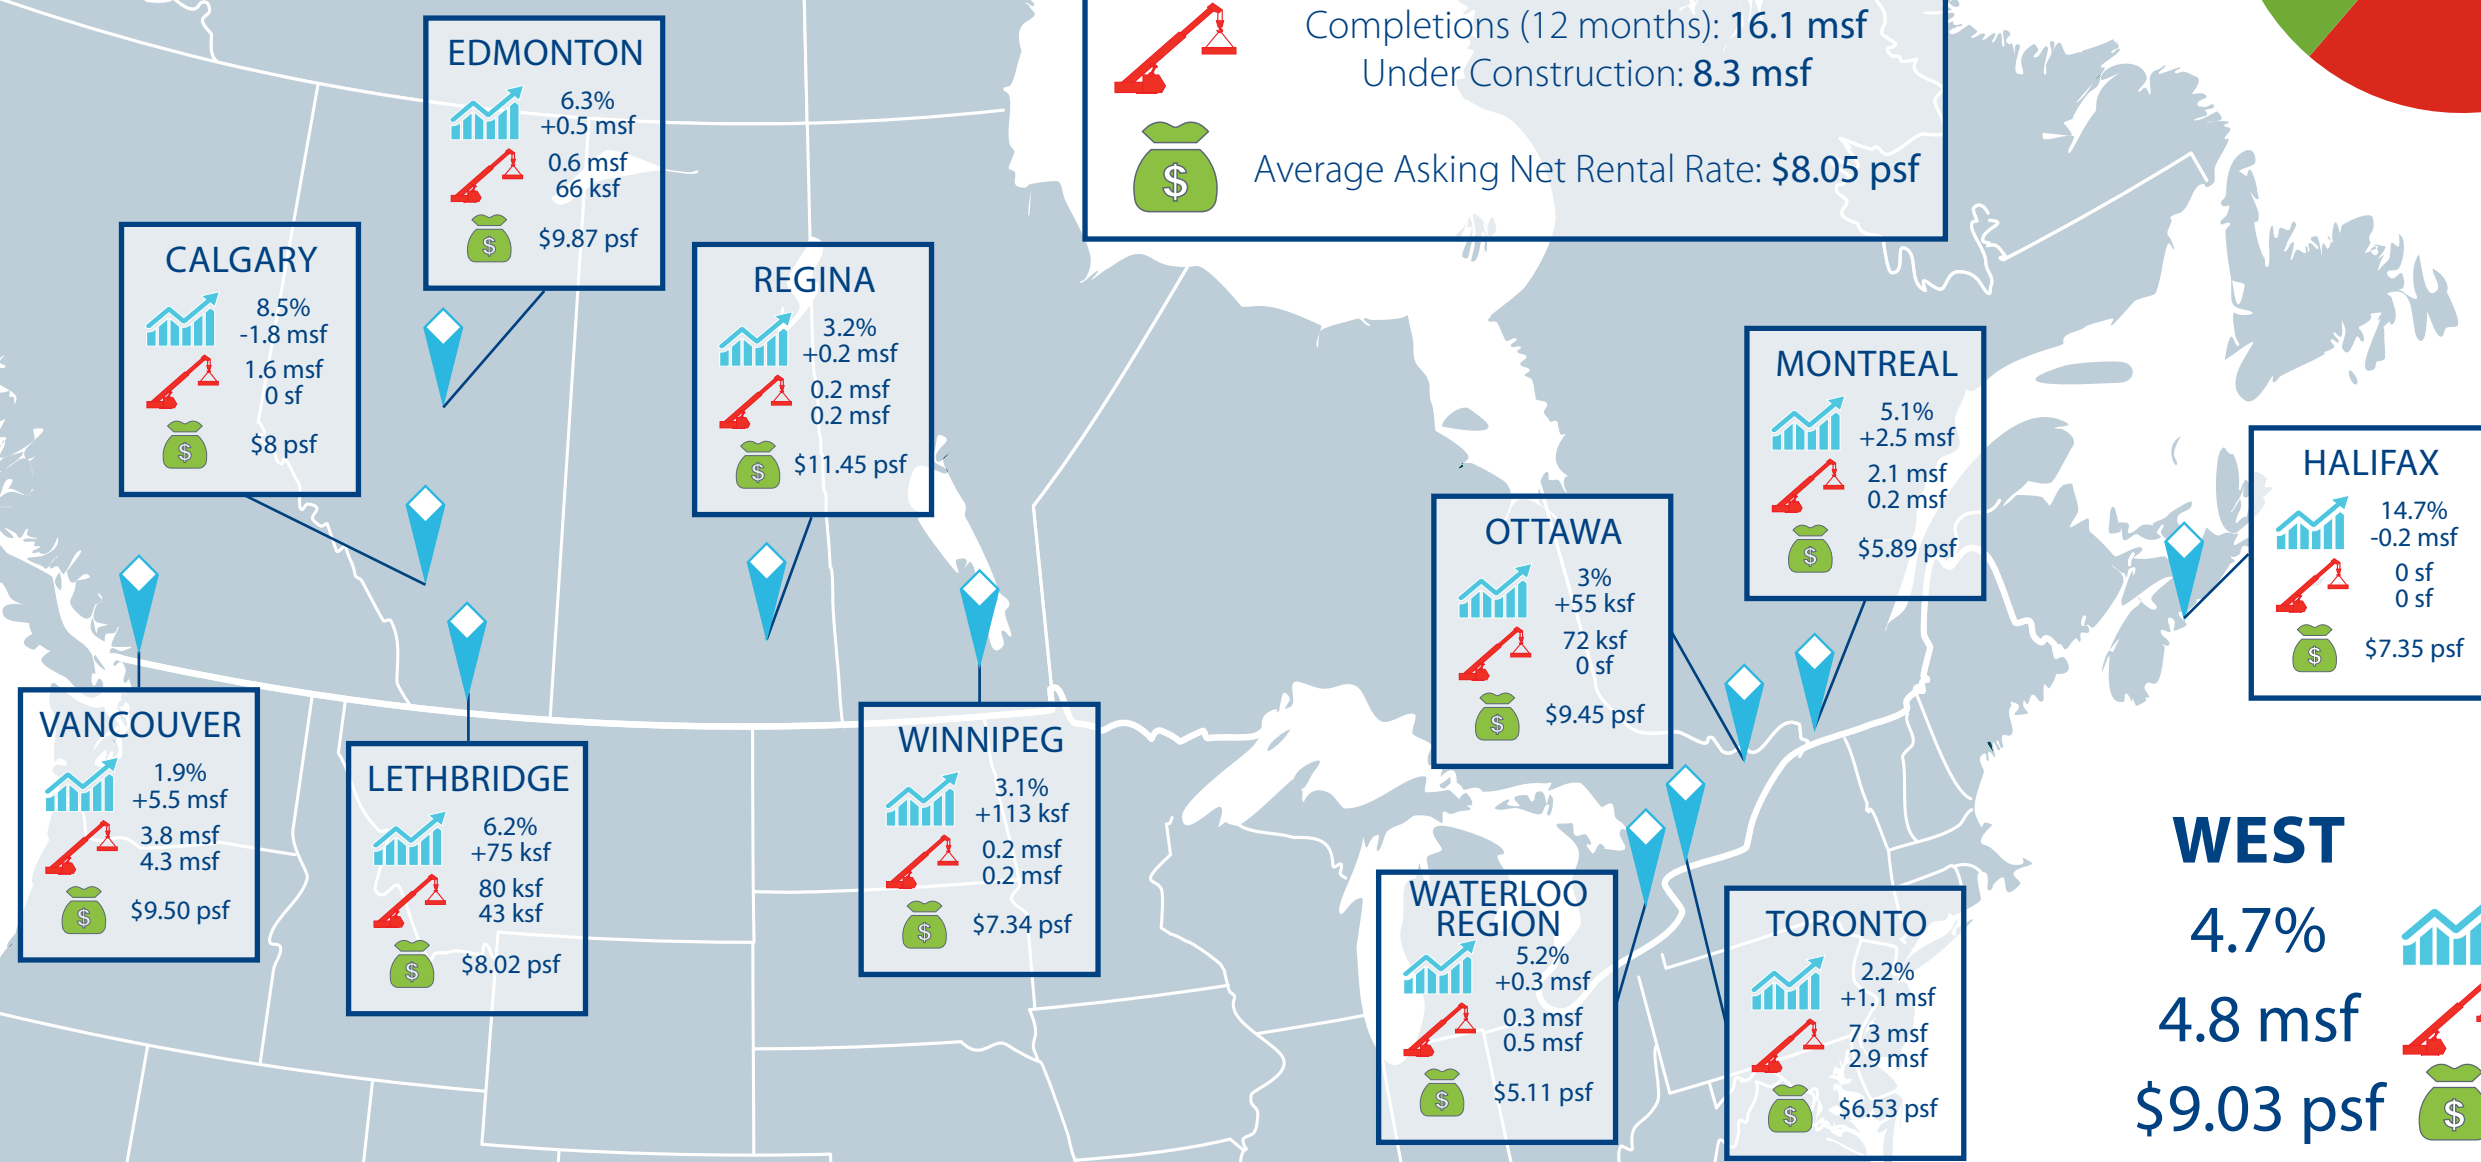 Completions (12 months): 16.1 msf
Under Construction: 8.3 msf
$
Average Asking Net Rental Rate: $8.05 psf
EDMONTON
6.3%
+0.5 msf
0.6 msf
66 ksf
$
$9.87 psf
CALGARY
8.5%
-1.8 msf
1.6 msf
0 sf
$
$8 psf
REGINA
3.2%
+0.2 msf
0.2 msf
0.2 msf
$
$11.45 psf
MONTREAL
5.1%
+2.5 msf
2.1 msf
0.2 msf
$
$5.89 psf
HALIFAX
14.7%
-0.2 msf
0 sf
0 sf
$
$7.35 psf
OTTAWA
3%
+55 ksf
72 ksf
0 sf
$
$9.45 psf
VANCOUVER
1.9%
+5.5 msf
3.8 msf
4.3 msf
$
$9.50 psf
LETHBRIDGE
6.2%
+75 ksf
80 ksf
43 ksf
$
$8.02 psf
WINNIPEG
3.1%
+113 ksf
0.2 msf
0.2 msf
$
$7.34 psf
WATERLOO
REGION
5.2%
+0.3 msf
0.3 msf
0.5 msf
$
$5.11 psf
TORONTO
2.2%
+1.1 msf
7.3 msf
2.9 msf
$
$6.53 psf
WEST
4.7%
4.8 msf
$9.03 psf
$